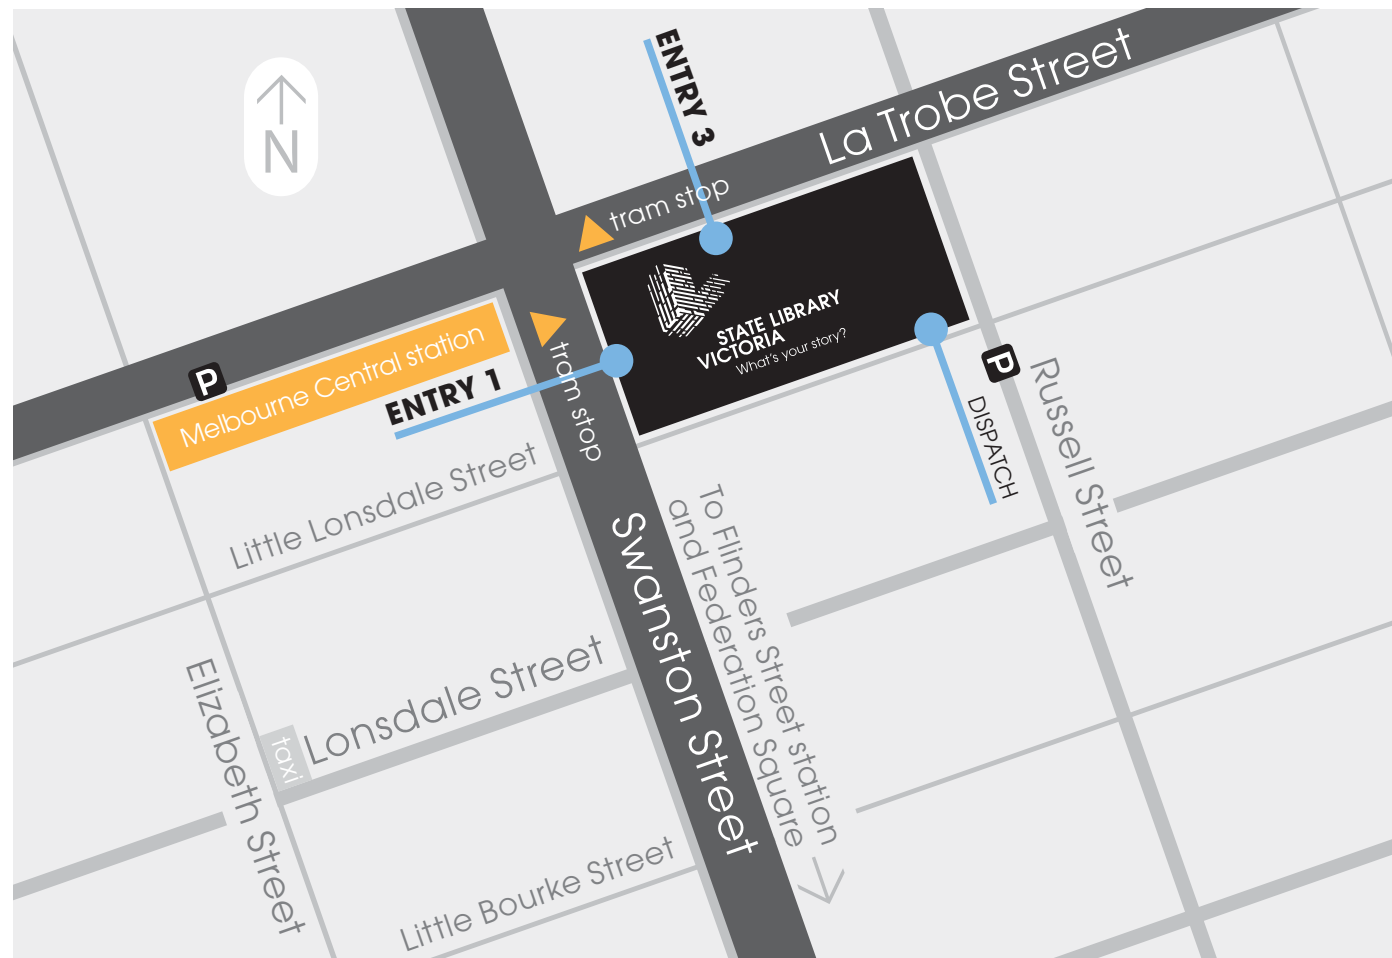 N
ENTRY 3
La Trobe Street
tram stop
STATE LIBRARY
VICTORIA
What's your story?
P
Melbourne Central station
ENTRY 1
tram stop
P
Russell Street
DISPATCH
Little Lonsdale Street
To Flinders Street station
and Federation Square
Swanston Street
Lonsdale Street
taxi
Elizabeth Street
Little Bourke Street